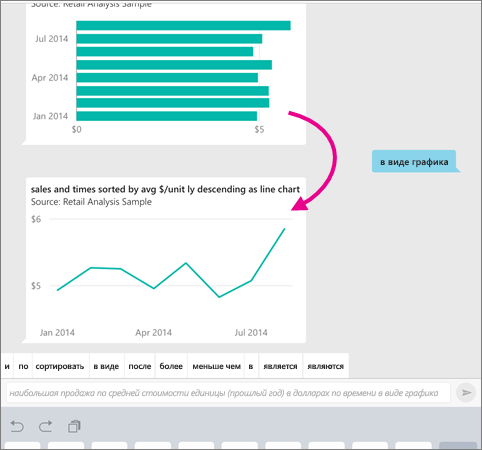 Source: Retail Analysis Sample
Jul 2014
Apr 2014
Jan 2014
$0 $5
в виде графика
sales and times sorted by avg $/unit ly descending as line chart
Source: Retail Analysis Sample
$6
$5
Jan 2014 Apr 2014 Jul 2014
и по сортировать в виде после более меньше чем в является являются
наибольшая продажа по средней стоимости единицы (прошлый год) в долларах по времени в виде графика